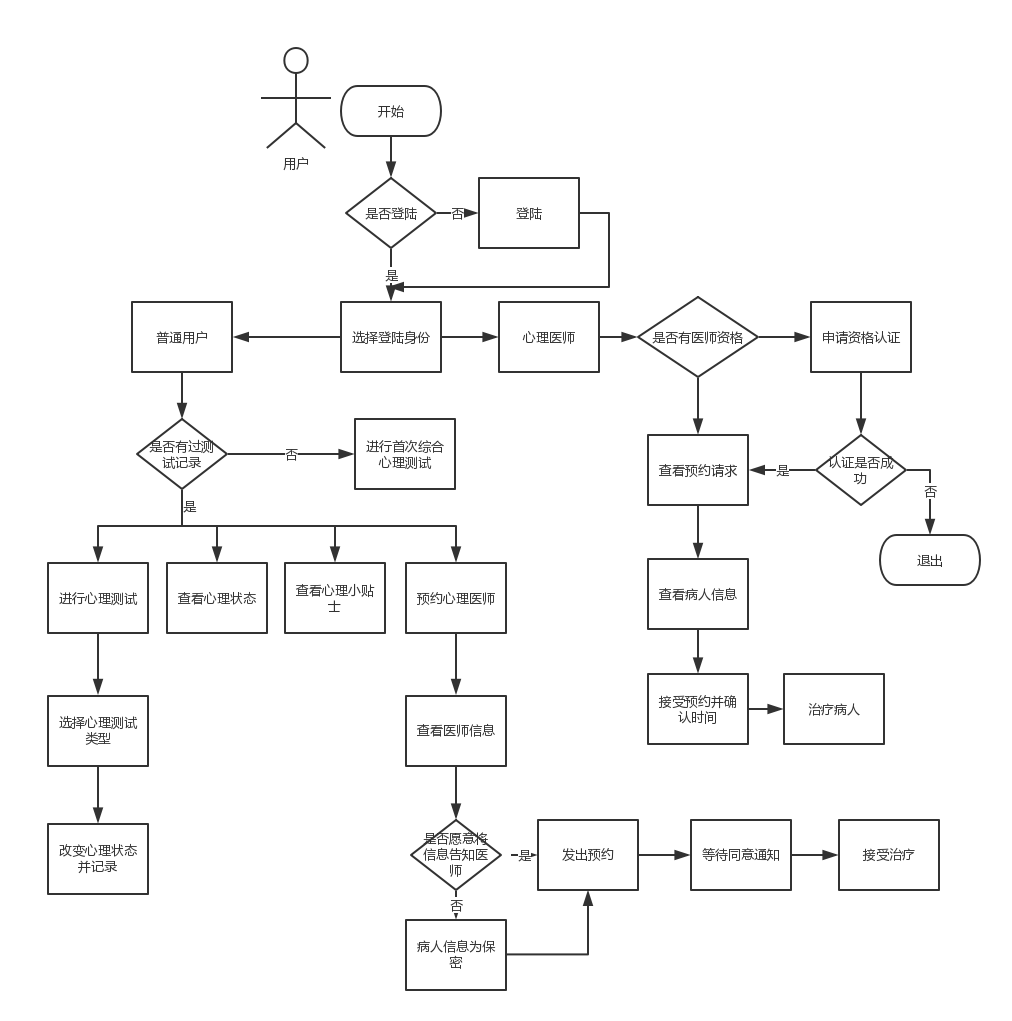 开始
用户
是否登陆
否
登陆
是
普通用户
选择登陆身份
心理医师
是否有医师资格
申请资格认证
是否有过测
试记录
否
进行首次综合
心理测试
查看预约请求
是
认证是否成
功
否
是
退出
进行心理测试
查看心理状态
查看心理小贴
士
预约心理医师
查看病人信息
选择心理测试
类型
查看医师信息
接受预约并确
认时间
治疗病人
改变心理状态
并记录
是否愿意将
信息告知医
师
是
发出预约
等待同意通知
接受治疗
否
病人信息为保
密